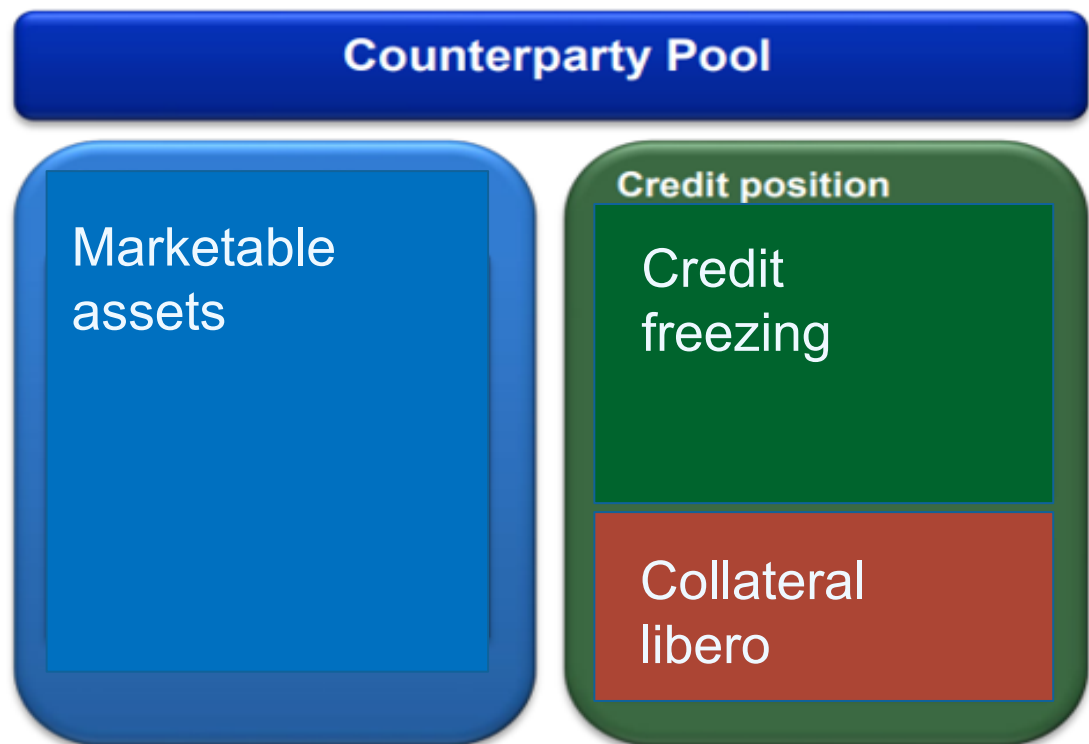 Counterparty Pool
Marketable
assets
Credit position
Credit
freezing
Collateral
libero